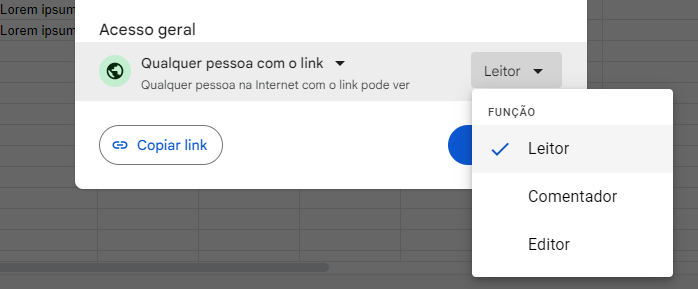 Lorem ipsum
Lorem ipsum
Acesso geral
Qualquer pessoa com o link
Qualquer pessoa na Internet com o link pode ver
Leitor
Copiar link
FUNÇÃO
Leitor
Comentador
Editor